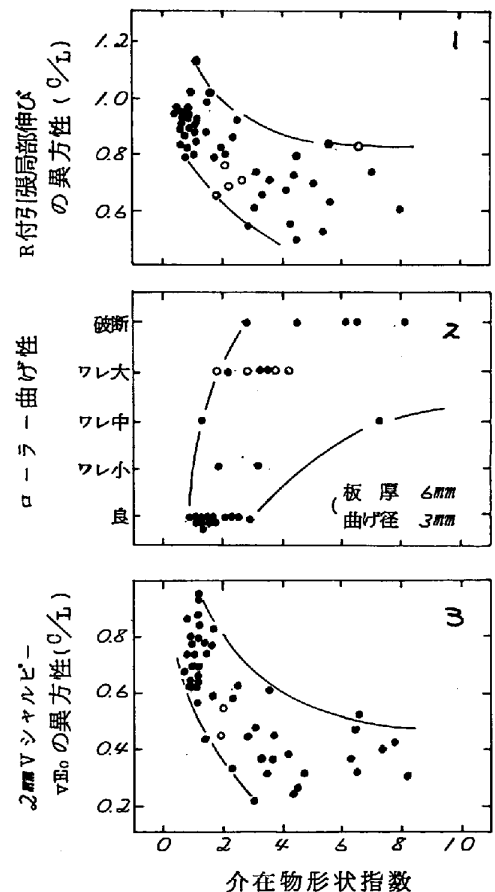 R付引張局部伸び
の異方性 (C/L)
1.2
1.0
0.8
0.6
1
ローラー曲げ性
破断
ワレ大
ワレ中
ワレ小
良
2
(板 厚 6mm
曲げ径 3mm
2mmVシャルピー
vE₀の異方性(C/L)
0.8
0.6
0.4
0.2
3
0 2 4 6 8 10
介在物形状指数